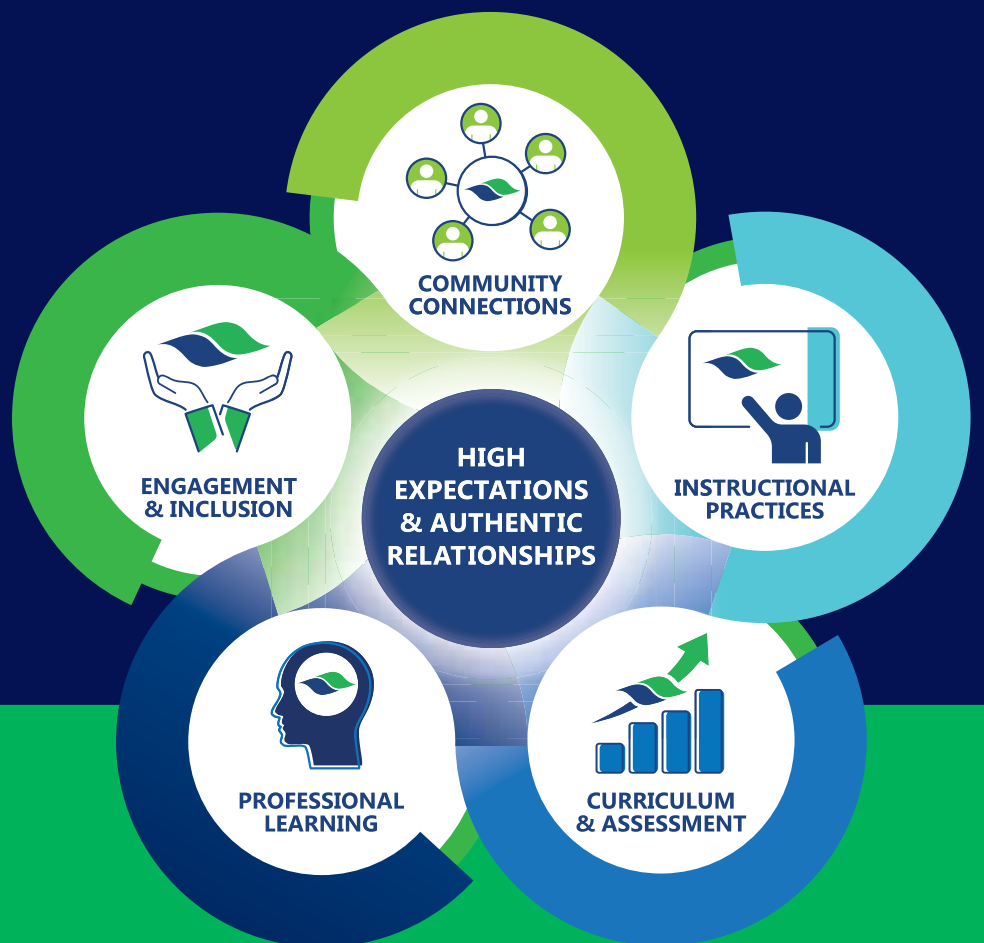 COMMUNITY
CONNECTIONS
ENGAGEMENT
& INCLUSION
HIGH
EXPECTATIONS
& AUTHENTIC
RELATIONSHIPS
INSTRUCTIONAL
PRACTICES
PROFESSIONAL
LEARNING
CURRICULUM
& ASSESSMENT